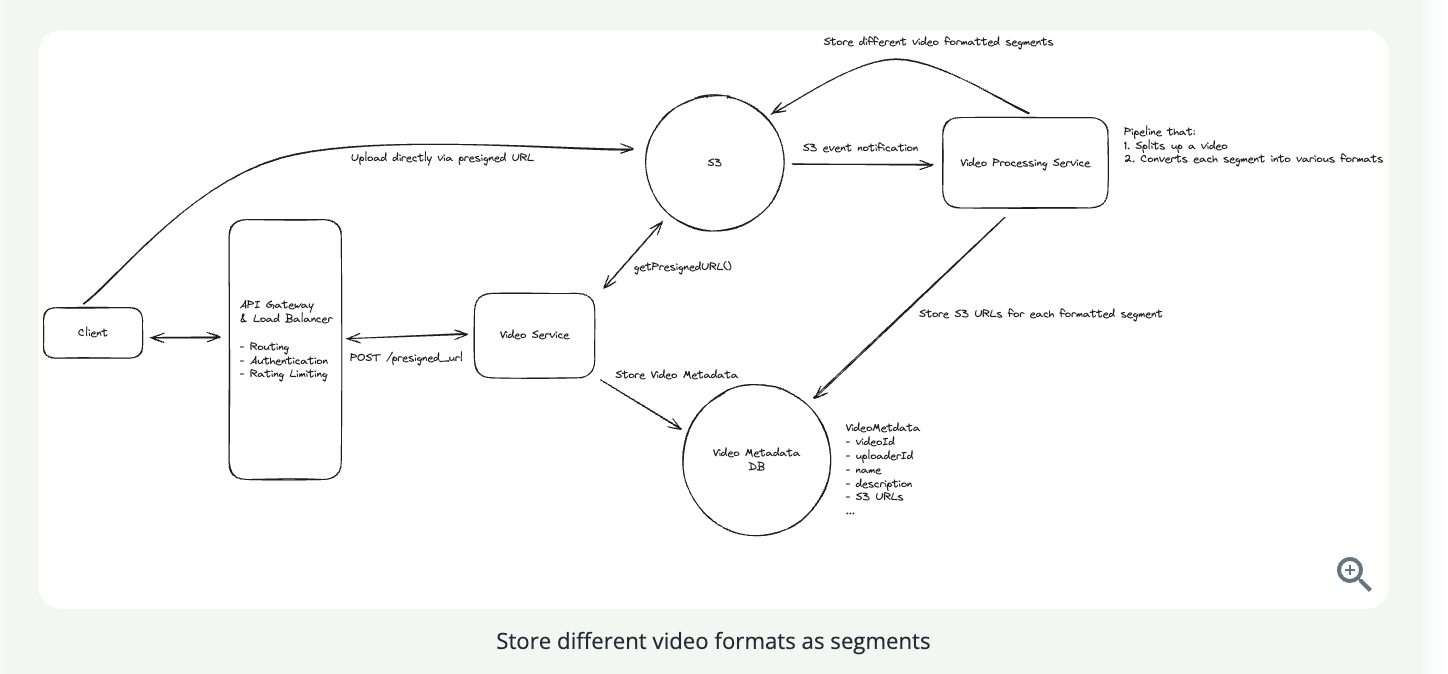 Store different video formatted segments
Upload directly via presigned URL
S3
S3 event notification
Video Processing Service
Pipeline that:
1. Splits up a video
2. Converts each segment into various formats
getPresignedURL()
Client
API Gateway
& Load Balancer
- Routing
- Authentication
- Rating Limiting
POST /presigned_url
Video Service
Store S3 URLs for each formatted segment
Store Video Metadata
Video Metadata
DB
VideoMetdata
- videoId
- uploaderId
- name
- description
- S3 URLs
...
Store different video formats as segments